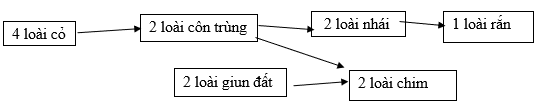 4 loài cỏ
2 loài côn trùng
2 loài nhái
1 loài rắn
2 loài giun đất
2 loài chim